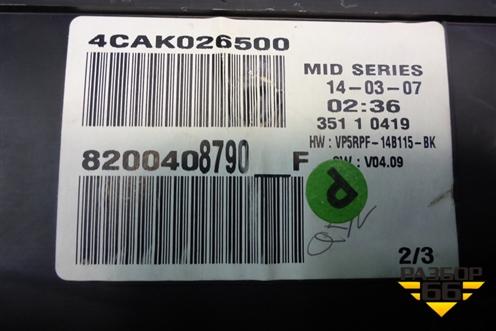 4CAK026500
MID SERIES
14-03-07
02:36
351 1 0419
HW : VP5RPF-14B115-BK
SW : V04.09
8200408790__F
P
2/3
РАЗБОР
66